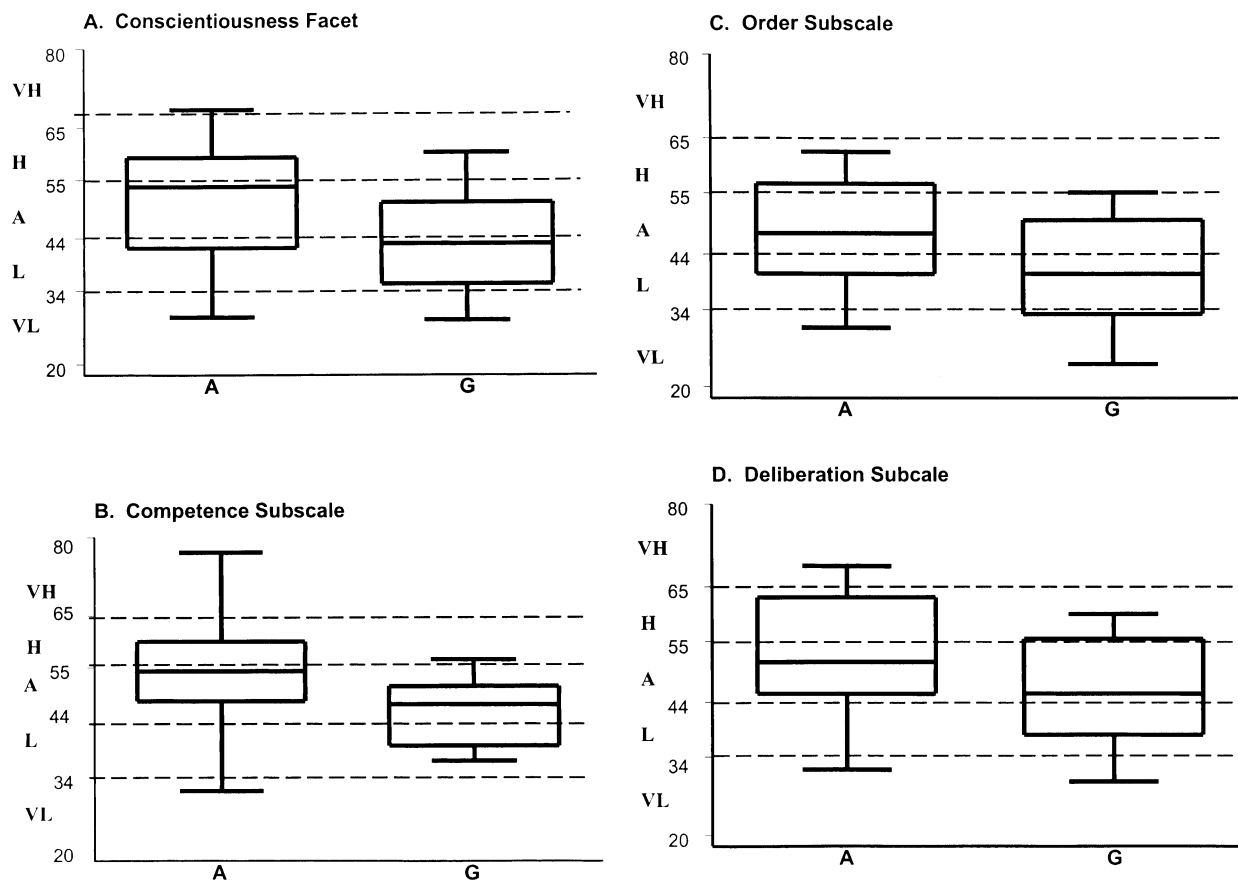 A. Conscientiousness Facet
80
VH
65
H
55
A
44
L
34
VL
20
A G
B. Competence Subscale
80
VH
65
H
55
A
44
L
34
VL
20
A G
C. Order Subscale
80
VH
65
H
55
A
44
L
34
VL
20
A G
D. Deliberation Subcale
80
VH
65
H
55
A
44
L
34
VL
20
A G